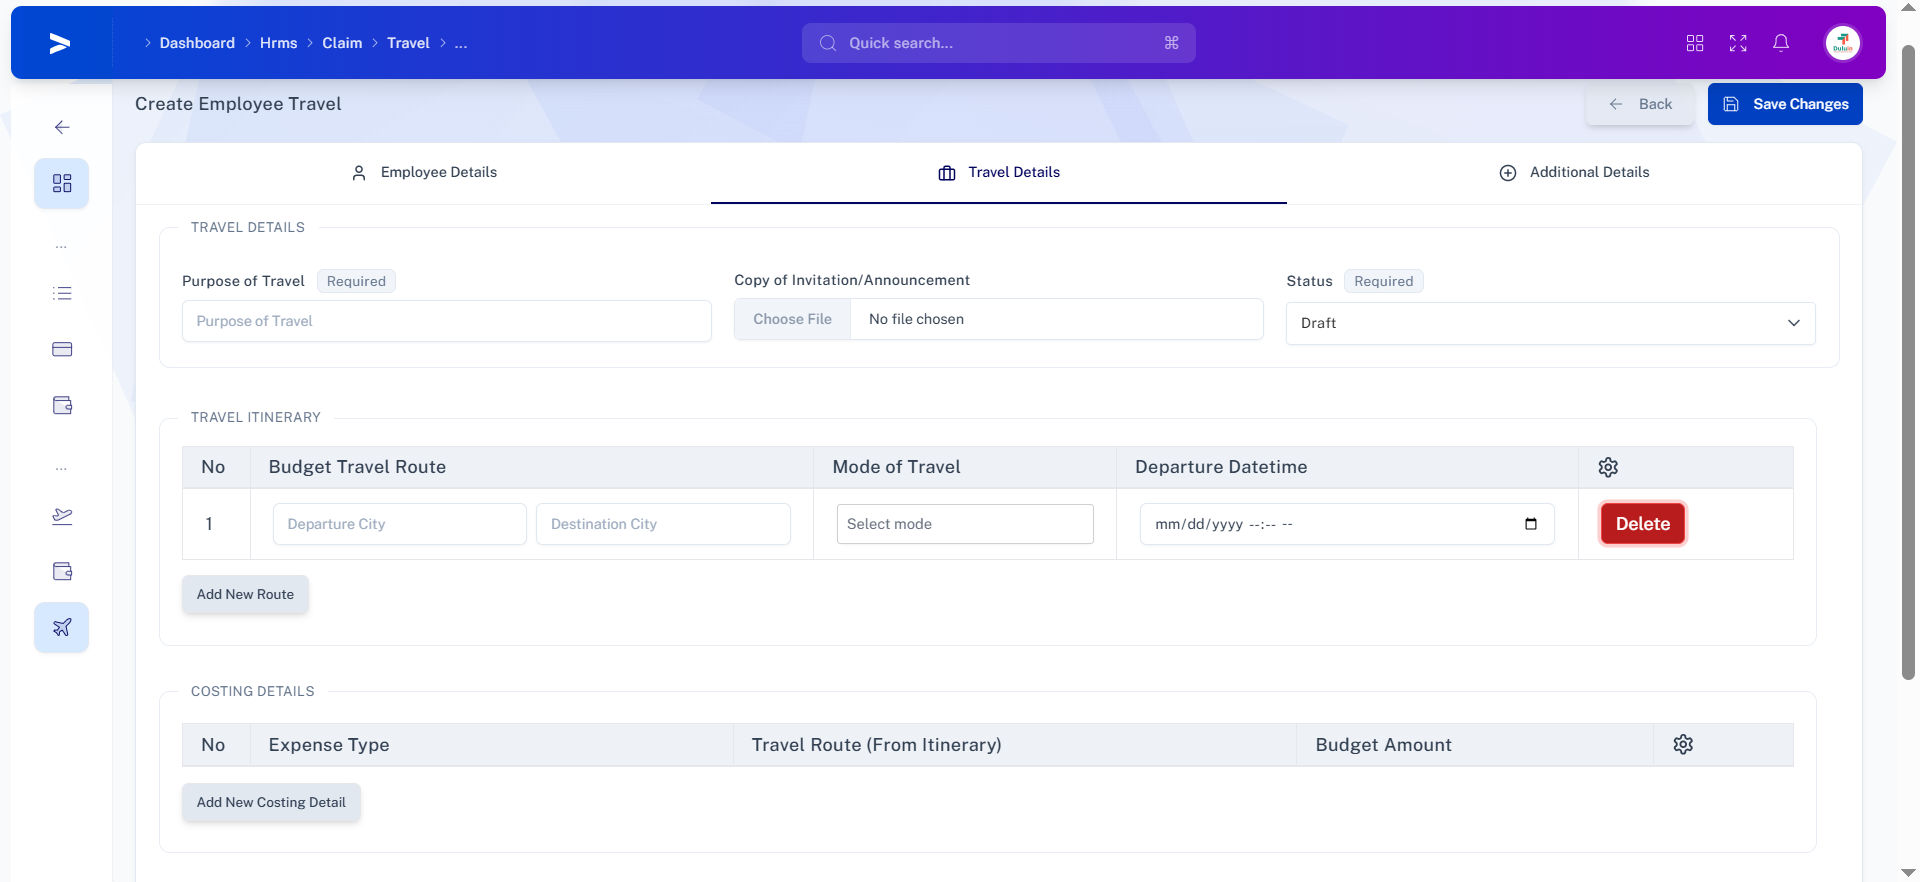 Dashboard
Hrms
Claim
Travel
...
Quick search...
⌘
Duluin
Create Employee Travel
Back
Save Changes
...
...
Employee Details
Travel Details
Additional Details
TRAVEL DETAILS
Purpose of Travel Required
Purpose of Travel
Copy of Invitation/Announcement
Choose File No file chosen
Status Required
Draft
TRAVEL ITINERARY
No Budget Travel Route Mode of Travel Departure Datetime
1 Departure City Destination City Select mode mm/dd/yyyy --:-- -- Delete
Add New Route
COSTING DETAILS
No Expense Type Travel Route (From Itinerary) Budget Amount
Add New Costing Detail